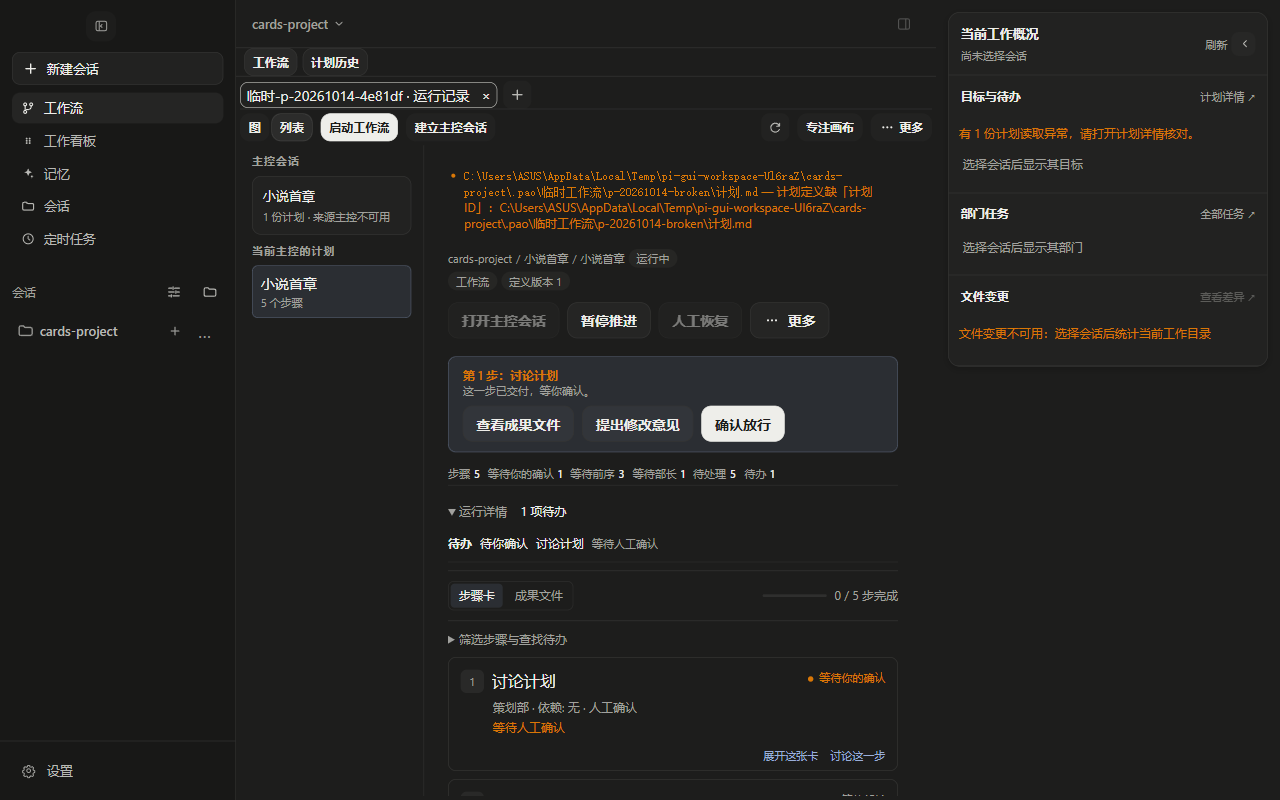 新建会话
工作流
工作看板
记忆
会话
定时任务
会话
cards-project
设置
cards-project
工作流 计划历史
临时-p-20261014-4e81df · 运行记录 ×
图 列表 启动工作流 建立主控会话 专注画布 ··· 更多
主控会话
小说首章
1 份计划 · 来源主控不可用
当前主控的计划
小说首章
5 个步骤
C:\Users\ASUS\AppData\Local\Temp\pi-gui-workspace-Ul6raZ\cards-
project\.pao\临时工作流\p-20261014-broken\计划.md — 计划定义缺「计划
ID」: C:\Users\ASUS\AppData\Local\Temp\pi-gui-workspace-Ul6raZ\cards-
project\.pao\临时工作流\p-20261014-broken\计划.md
cards-project / 小说首章 / 小说首章 运行中
工作流 定义版本 1
打开主控会话 暂停推进 人工恢复 ··· 更多
第 1 步：讨论计划
这一步已交付，等你确认。
查看成果文件 提出修改意见 确认放行
步骤 5 等待你的确认 1 等待前序 3 等待部长 1 待处理 5 待办 1
▼运行详情 1 项待办
待办 待你确认 讨论计划 等待人工确认
步骤卡 成果文件 0 / 5 步完成
▶筛选步骤与查找待办
1 讨论计划 等待你的确认
策划部 · 依赖: 无 · 人工确认
等待人工确认
展开这张卡 讨论这一步
当前工作概况
尚未选择会话
刷新
目标与待办 计划详情 ↗
有 1 份计划读取异常，请打开计划详情核对。
选择会话后显示其目标
部门任务 全部任务 ↗
选择会话后显示其部门
文件变更 查看差异 ↗
文件变更不可用：选择会话后统计当前工作目录